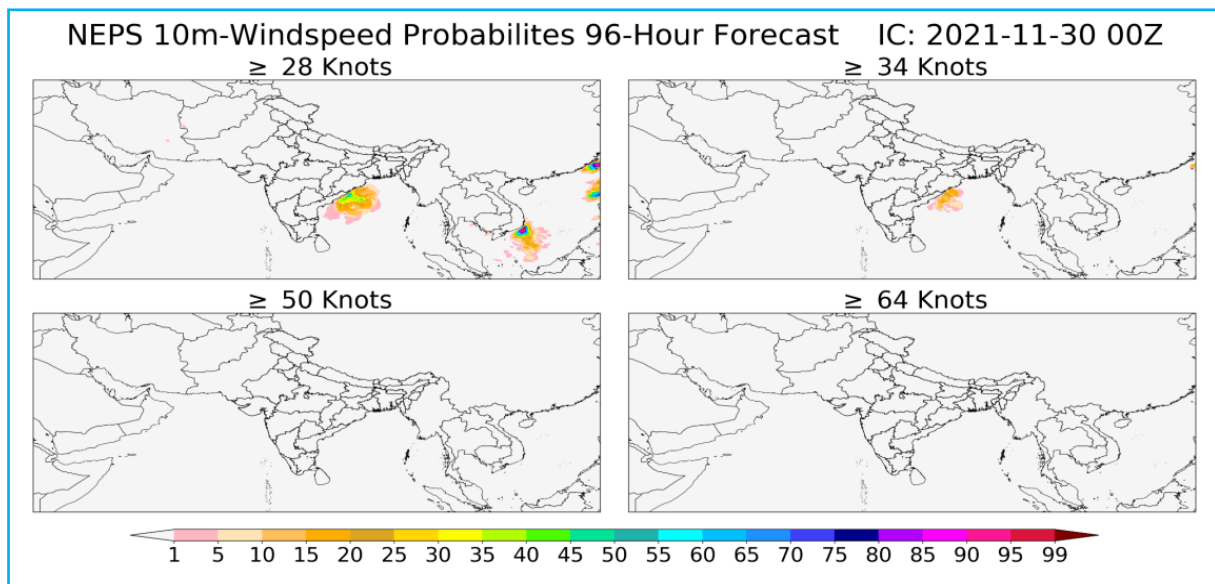 NEPS 10m-Windspeed Probabilites 96-Hour Forecast IC: 2021-11-30 00Z
≥ 28 Knots
≥ 34 Knots
≥ 50 Knots
≥ 64 Knots
1 5 10 15 20 25 30 35 40 45 50 55 60 65 70 75 80 85 90 95 99